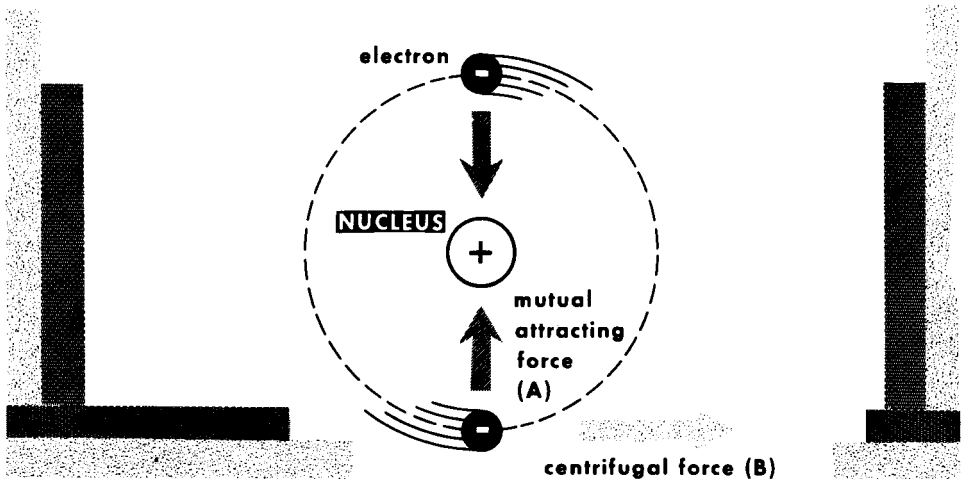 electron
-
NUCLEUS
+
mutual
attracting
force
(A)
-
centrifugal force (B)